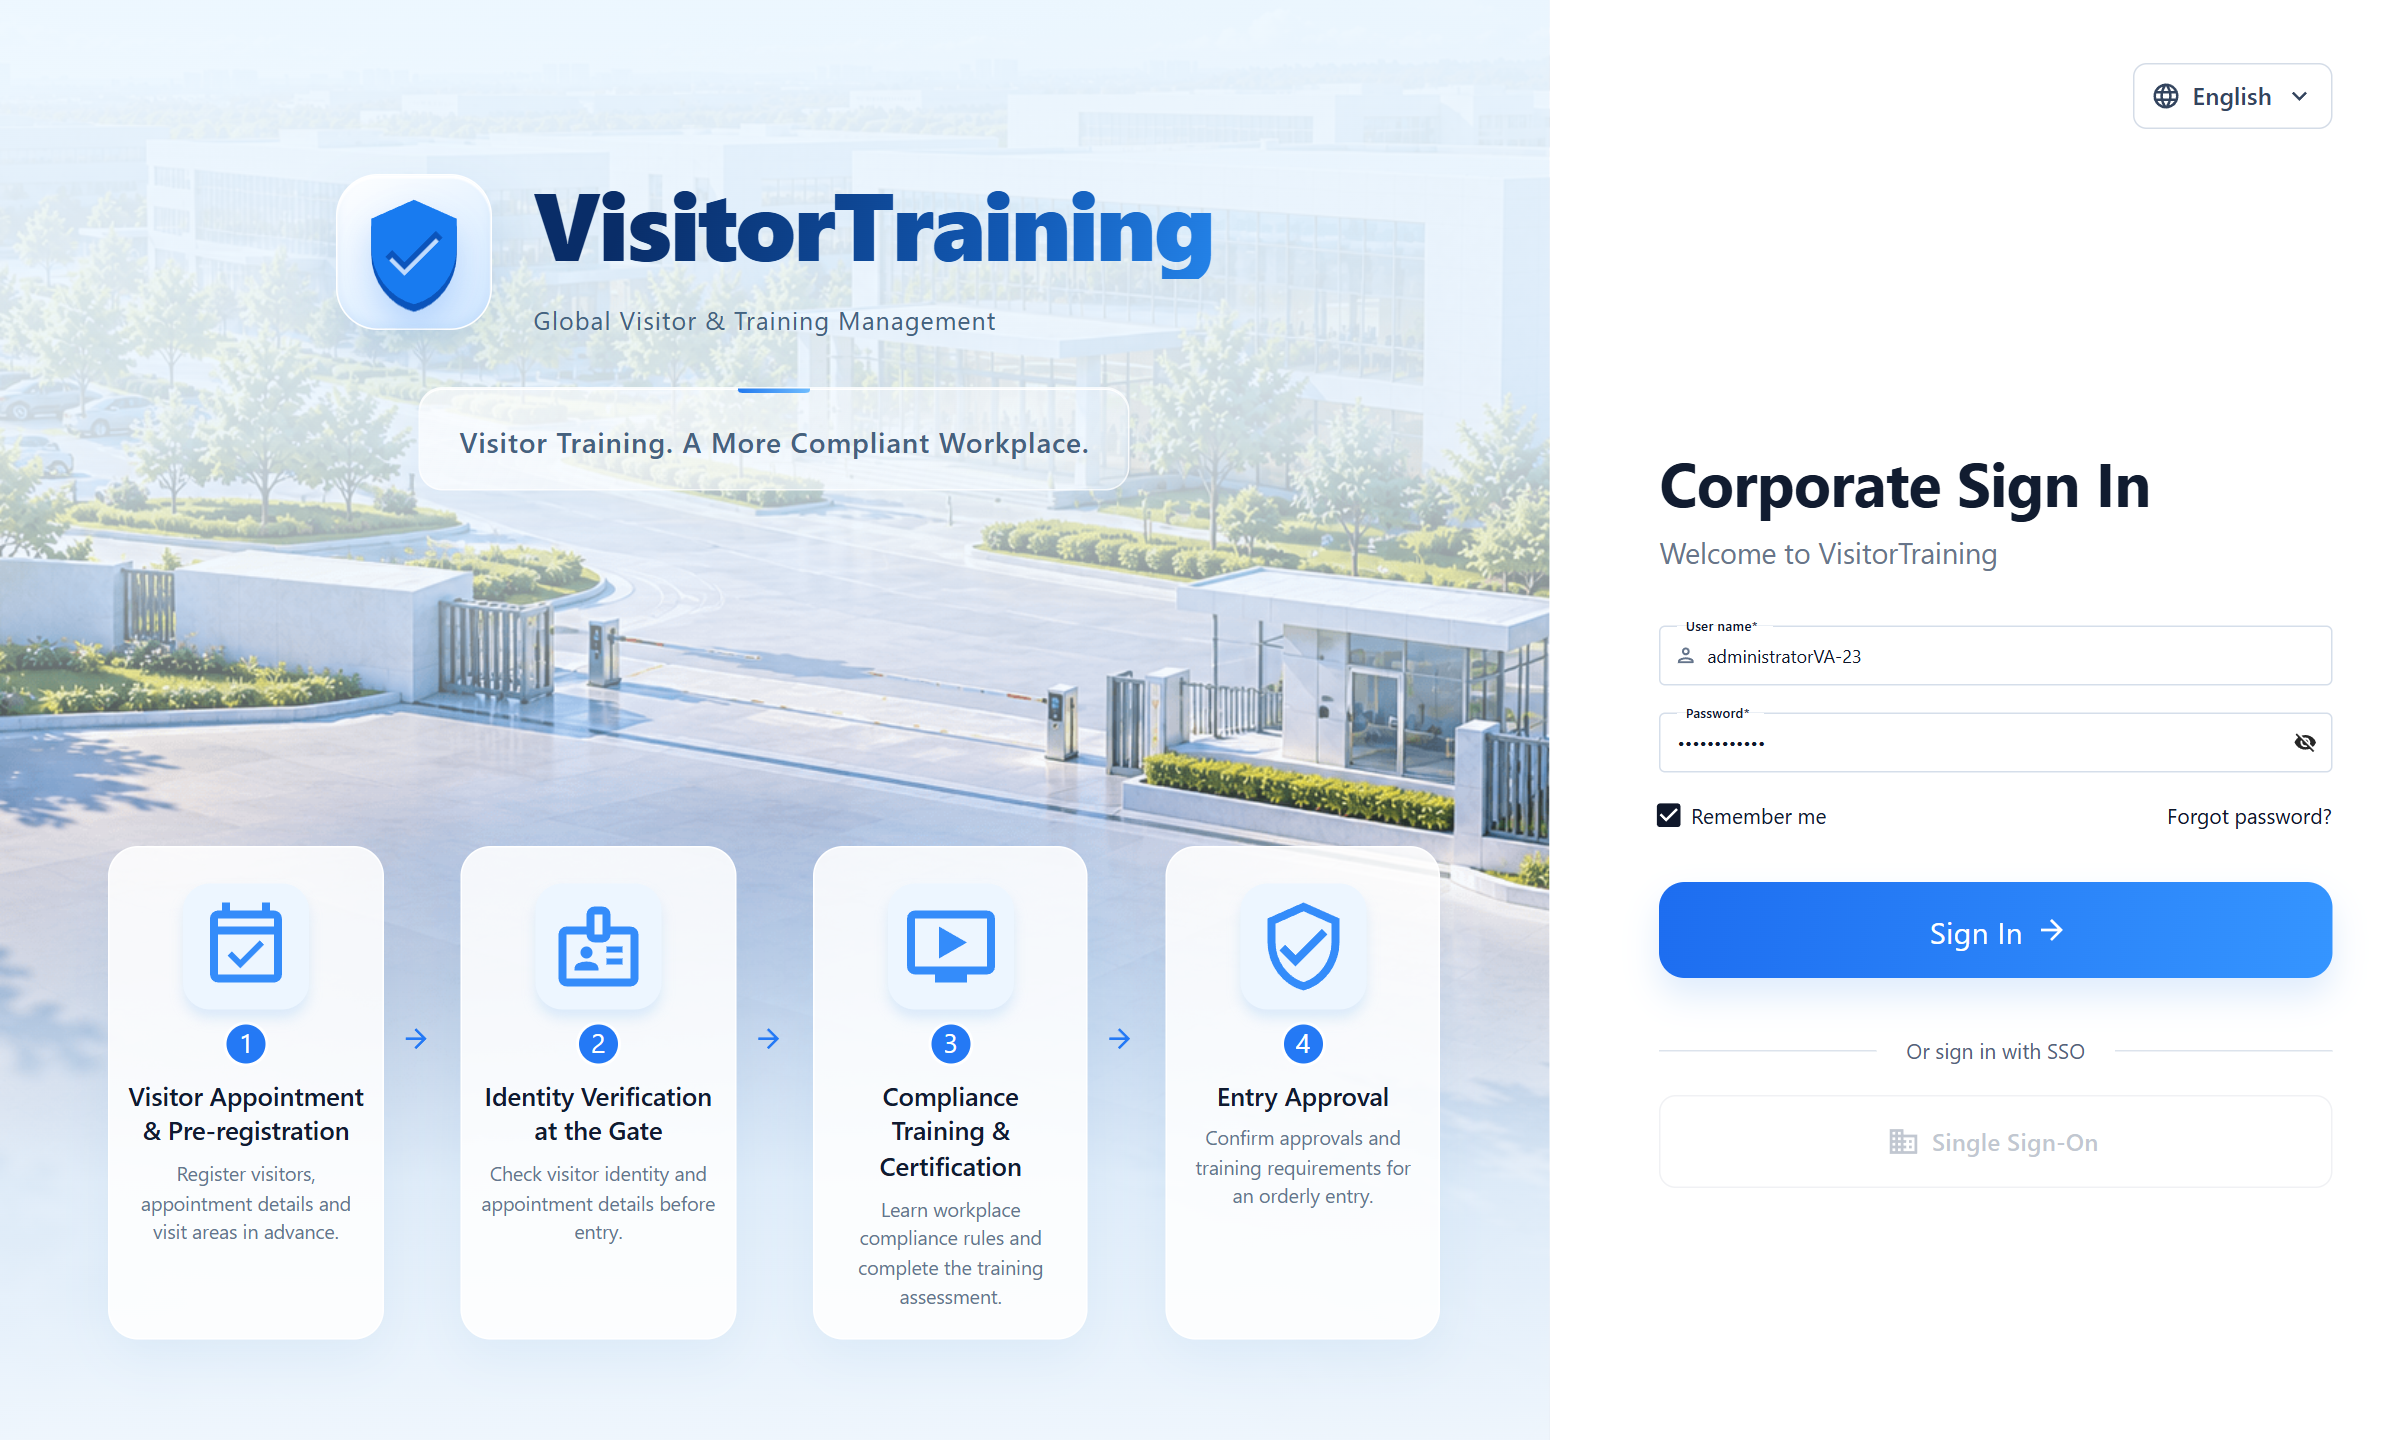 English
VisitorTraining
Global Visitor & Training Management
Visitor Training. A More Compliant Workplace.
1
Visitor Appointment
& Pre-registration
Register visitors,
appointment details and
visit areas in advance.
2
Identity Verification
at the Gate
Check visitor identity and
appointment details before
entry.
3
Compliance
Training &
Certification
Learn workplace
compliance rules and
complete the training
assessment.
4
Entry Approval
Confirm approvals and
training requirements for
an orderly entry.
Corporate Sign In
Welcome to VisitorTraining
User name*
administratorVA-23
Password*
••••••••••••
Remember me
Forgot password?
Sign In
Or sign in with SSO
Single Sign-On